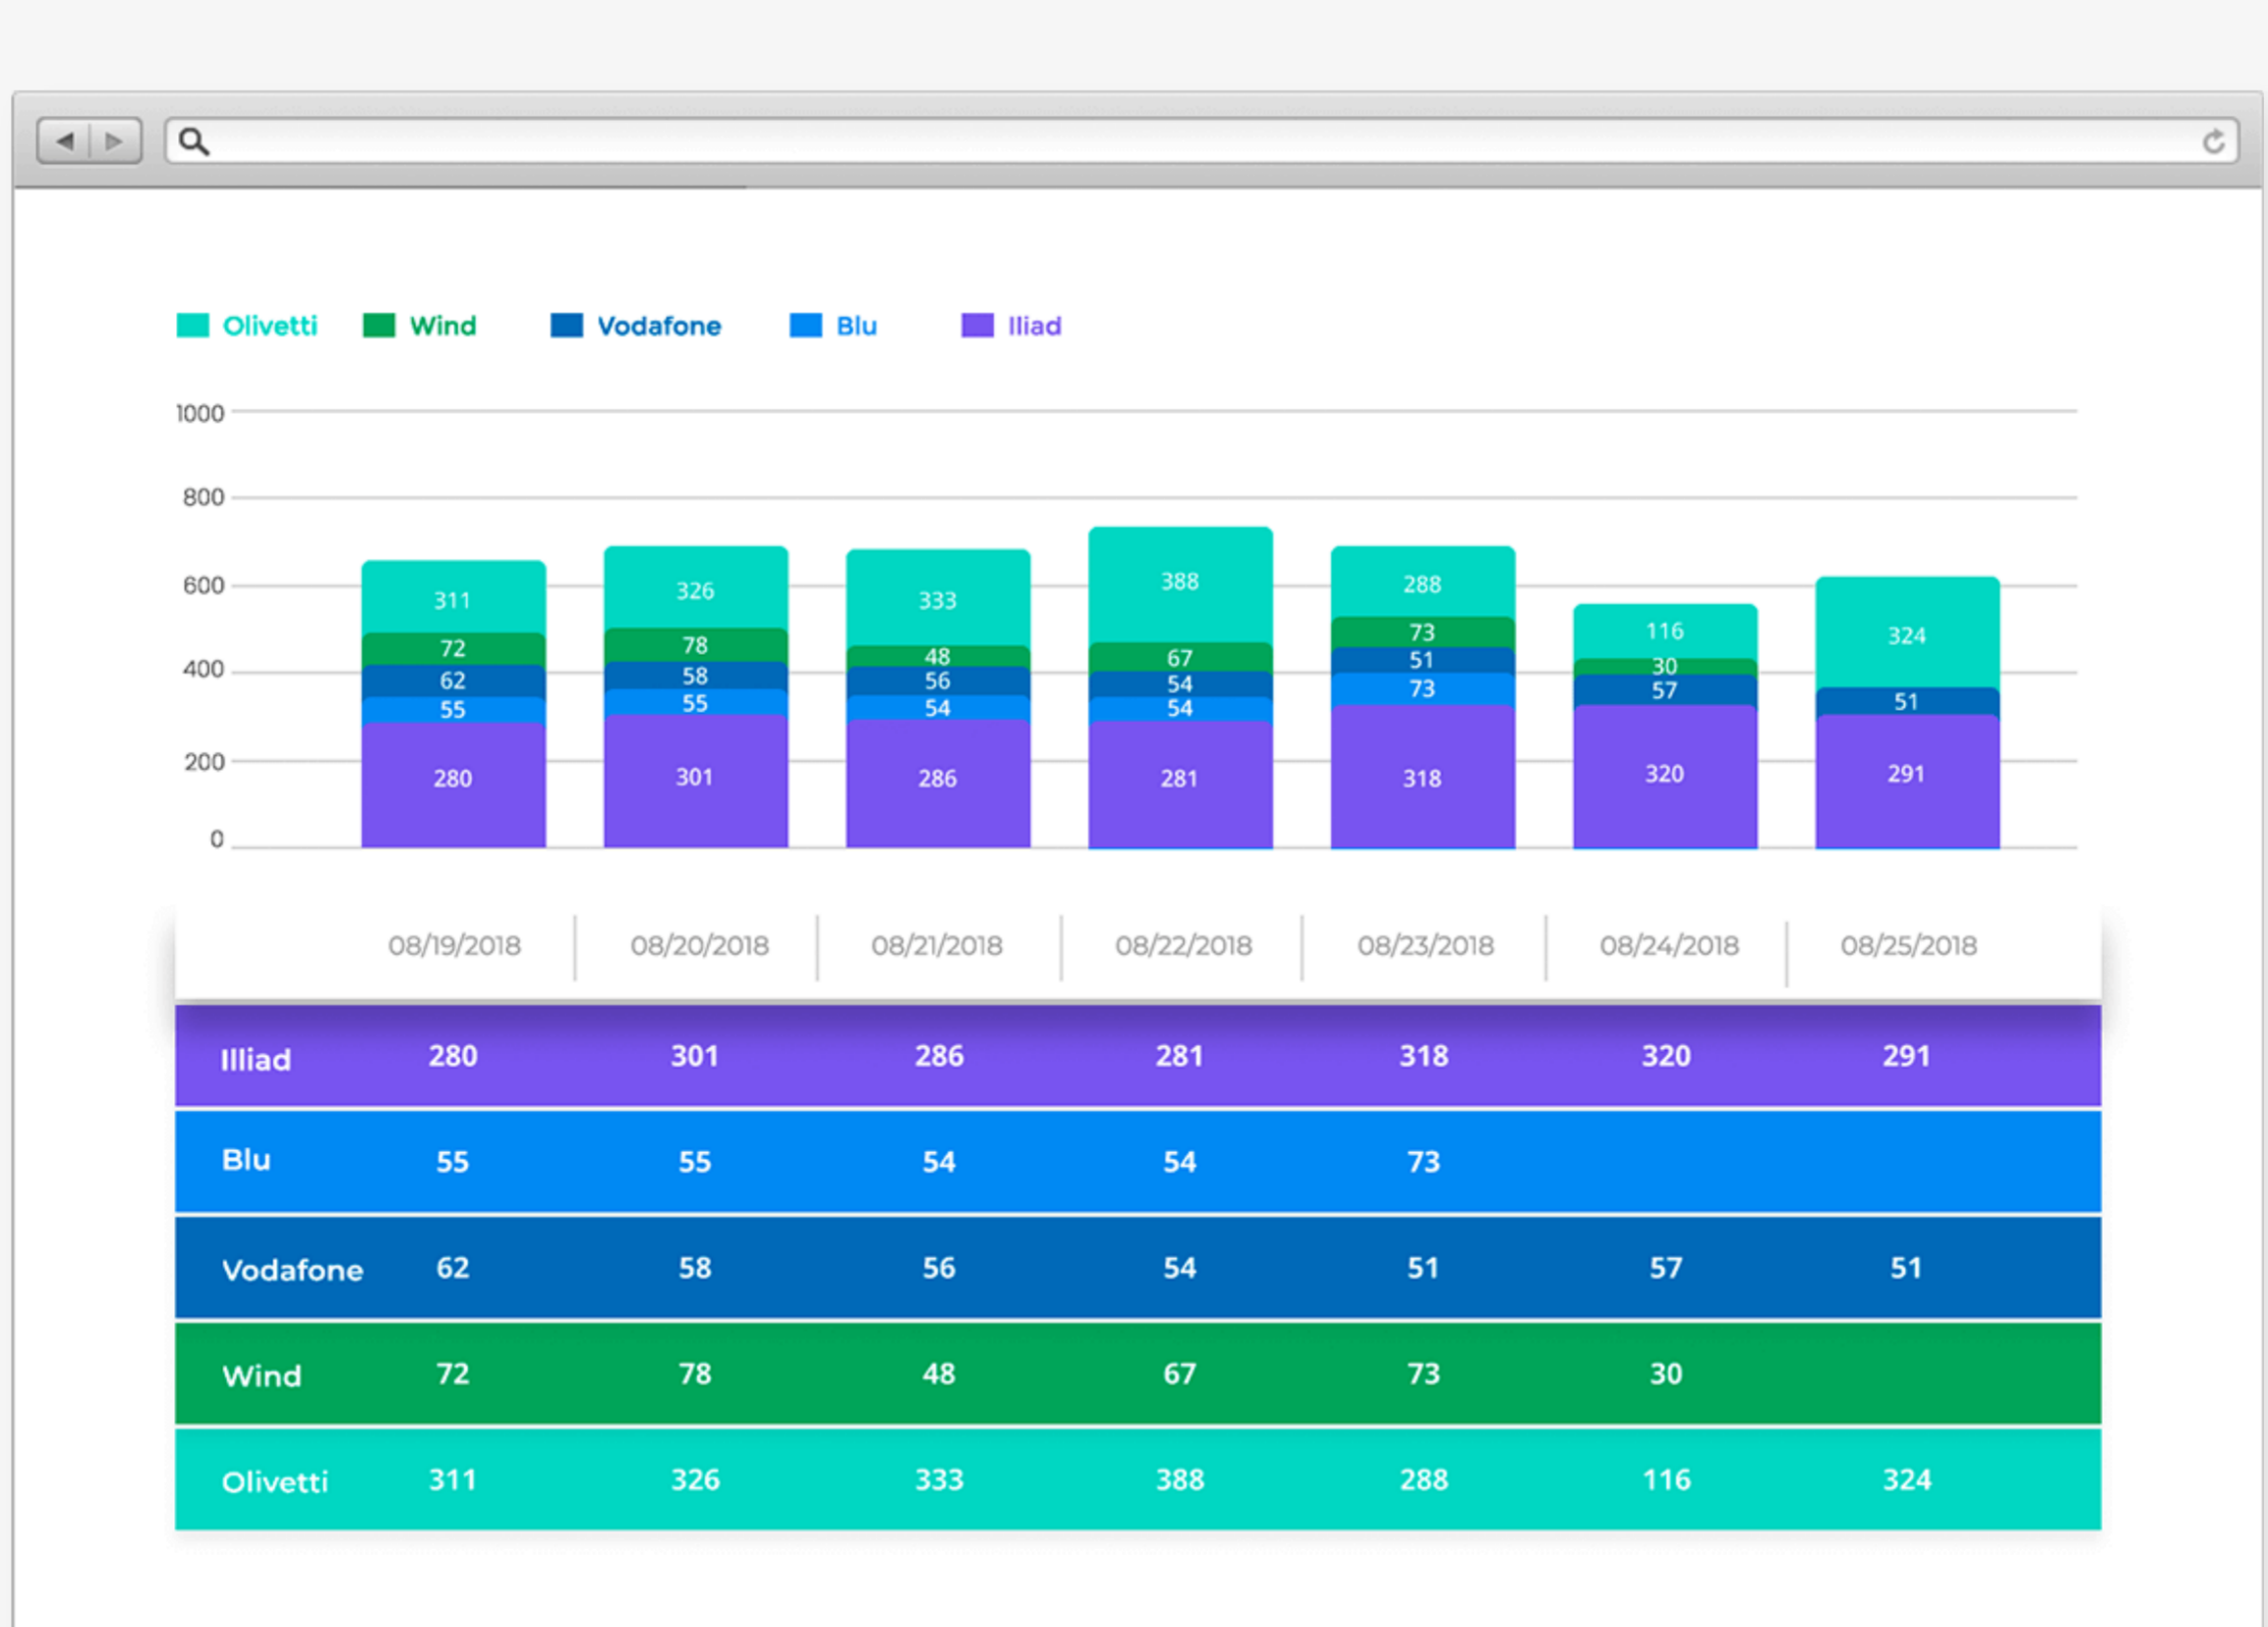 Olivetti Wind Vodafone Blu Iliad
1000
800
600
400
200
0
311 326 333 388 288 116 324
72 78 48 67 73 30
62 58 56 54 51 57 51
55 55 54 54 73
280 301 286 281 318 320 291
08/19/2018 08/20/2018 08/21/2018 08/22/2018 08/23/2018 08/24/2018 08/25/2018
Illiad 280 301 286 281 318 320 291
Blu 55 55 54 54 73
Vodafone 62 58 56 54 51 57 51
Wind 72 78 48 67 73 30
Olivetti 311 326 333 388 288 116 324